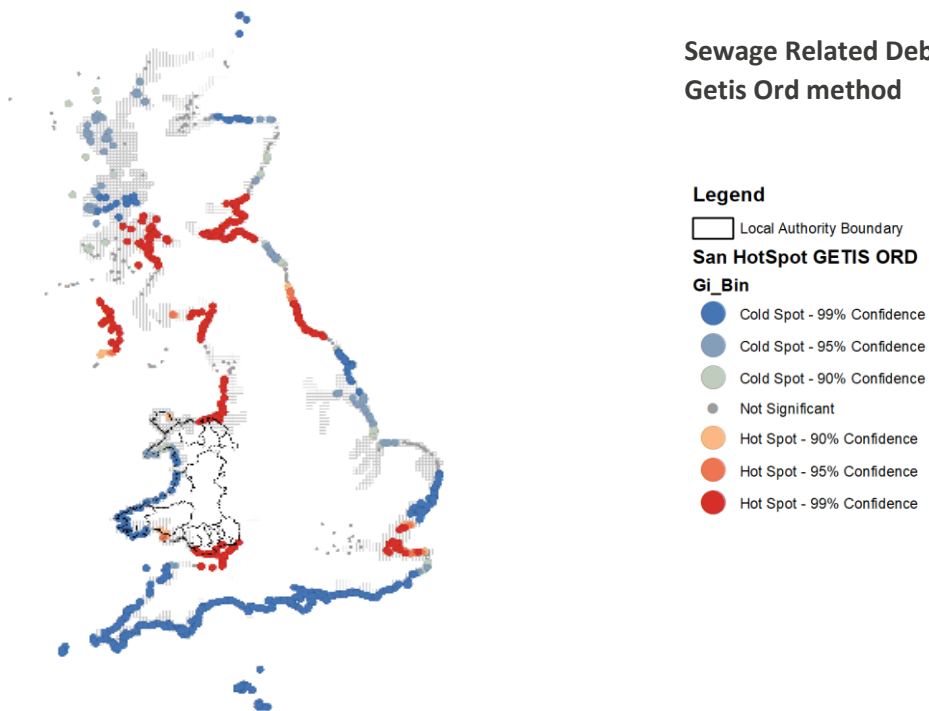 Sewage Related Deb
Getis Ord method
Legend
Local Authority Boundary
San HotSpot GETIS ORD
Gi_Bin
Cold Spot - 99% Confidence
Cold Spot - 95% Confidence
Cold Spot - 90% Confidence
Not Significant
Hot Spot - 90% Confidence
Hot Spot - 95% Confidence
Hot Spot - 99% Confidence